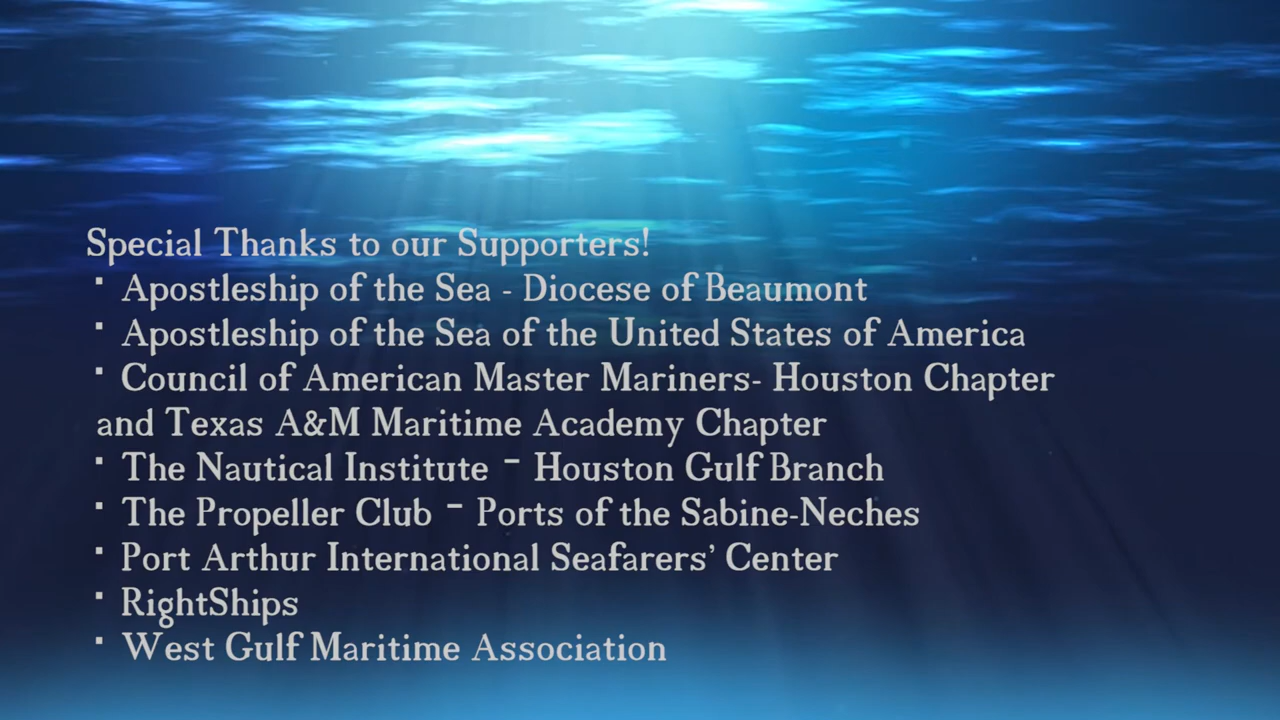 Special Thanks to our Supporters!
· Apostleship of the Sea - Diocese of Beaumont
· Apostleship of the Sea of the United States of America
· Council of American Master Mariners- Houston Chapter
and Texas A&M Maritime Academy Chapter
· The Nautical Institute – Houston Gulf Branch
· The Propeller Club – Ports of the Sabine-Neches
· Port Arthur International Seafarers’ Center
· RightShips
· West Gulf Maritime Association